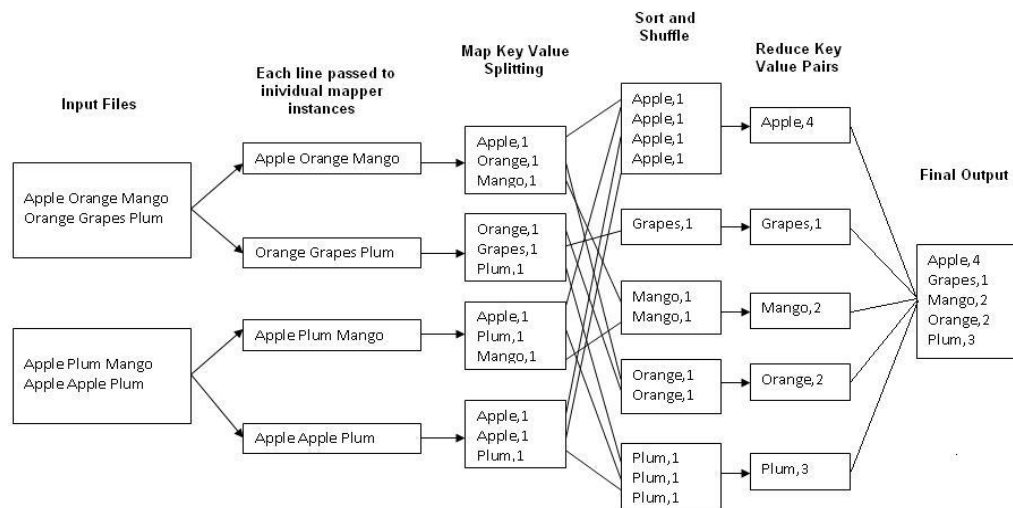 Input Files
Each line passed to
inividual mapper
instances
Map Key Value
Splitting
Sort and
Shuffle
Reduce Key
Value Pairs
Final Output
Apple Orange Mango
Orange Grapes Plum
Apple Plum Mango
Apple Apple Plum
Apple Orange Mango
Orange Grapes Plum
Apple Plum Mango
Apple Apple Plum
Apple,1
Orange,1
Mango,1
Orange,1
Grapes,1
Plum,1
Apple,1
Plum,1
Mango,1
Apple,1
Apple,1
Plum,1
Apple,1
Apple,1
Apple,1
Apple,1
Grapes,1
Mango,1
Mango,1
Orange,1
Orange,1
Plum,1
Plum,1
Plum,1
Apple,4
Grapes,1
Mango,2
Orange,2
Plum,3
Apple,4
Grapes,1
Mango,2
Orange,2
Plum,3